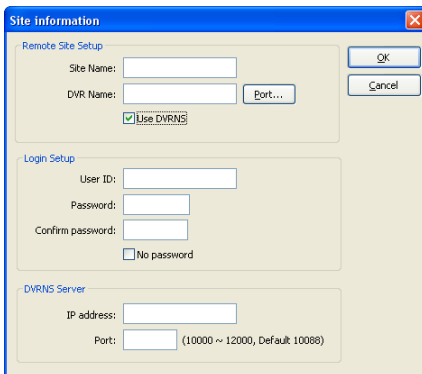 Site information
Remote Site Setup
OK
Site Name:
Cancel
DVR Name:
Port...
Use DVRNS
Login Setup
User ID:
Password:
Confirm password:
No password
DVRNS Server
IP address:
Port: (10000 ~ 12000, Default 10088)